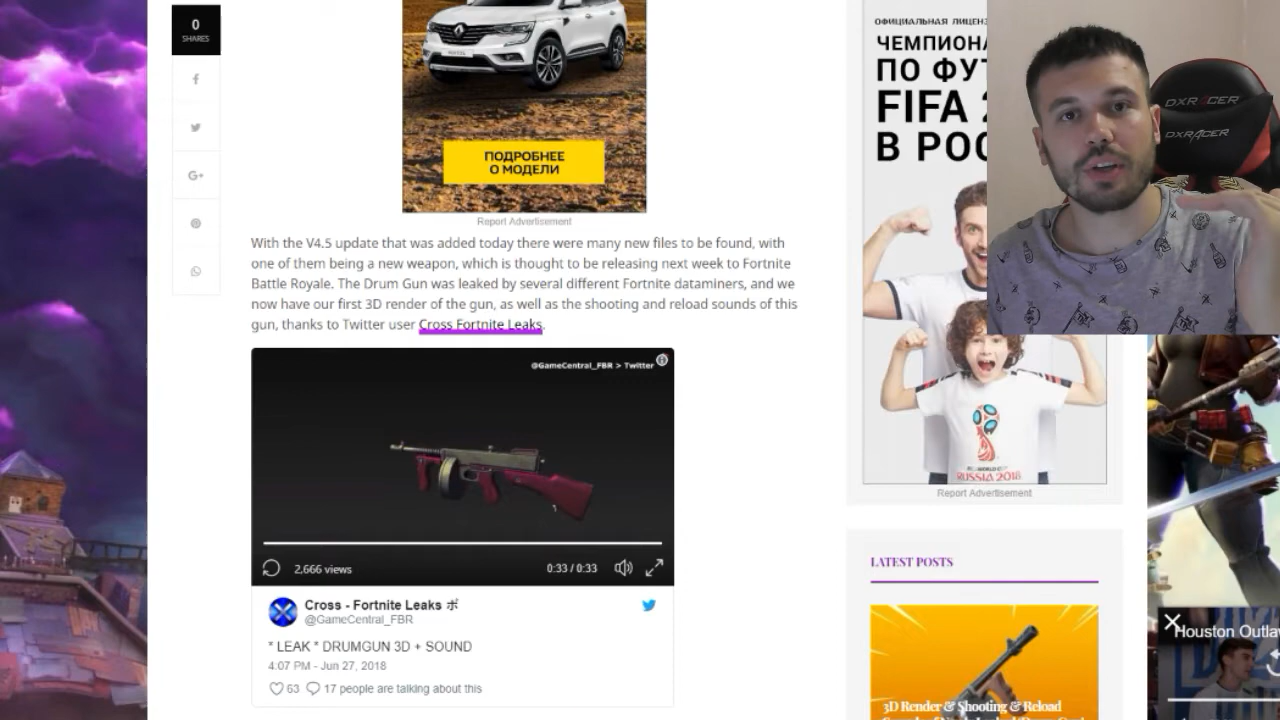 0
SHARES
ПОДРОБНЕЕ
О МОДЕЛИ
Report Advertisement
With the V4.5 update that was added today there were many new files to be found, with
one of them being a new weapon, which is thought to be releasing next week to Fortnite
Battle Royale. The Drum Gun was leaked by several different Fortnite dataminers, and we
now have our first 3D render of the gun, as well as the shooting and reload sounds of this
gun, thanks to Twitter user Cross Fortnite Leaks.
@GameCentral_FBR > Twitter
2,666 views
0:33 / 0:33
Cross - Fortnite Leaks ボ
@GameCentral_FBR
* LEAK * DRUMGUN 3D + SOUND
4:07 PM - Jun 27, 2018
63 17 people are talking about this
ОФИЦИАЛЬНАЯ
ЧЕМПИОНА
ПО ФУТ
FIFA 2
В РОС
DXRACER
DXRACER
RUSSIA 2018
Report Advertisement
LATEST POSTS
3D Render & Shooting & Reload
Houston Outla